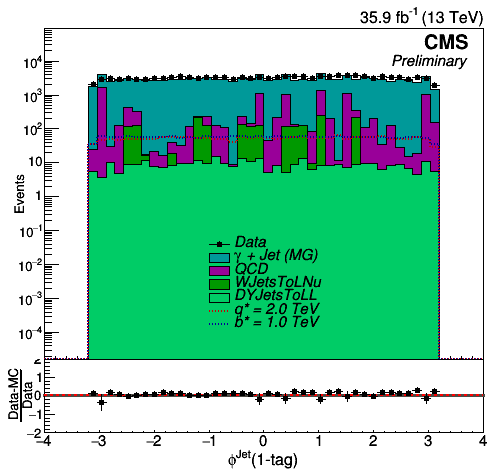 35.9 fb⁻¹ (13 TeV)
CMS
Preliminary
Events
10⁴
10³
10²
10
1
10⁻¹
10⁻²
10⁻³
10⁻⁴
Data
γ + Jet (MG)
QCD
WJetsToLNu
DYJetsToLL
q* = 2.0 TeV
b* = 1.0 TeV
Data-MC
Data
2
1
0
−1
−2
−4 −3 −2 −1 0 1 2 3 4
ϕ^Jet(1-tag)